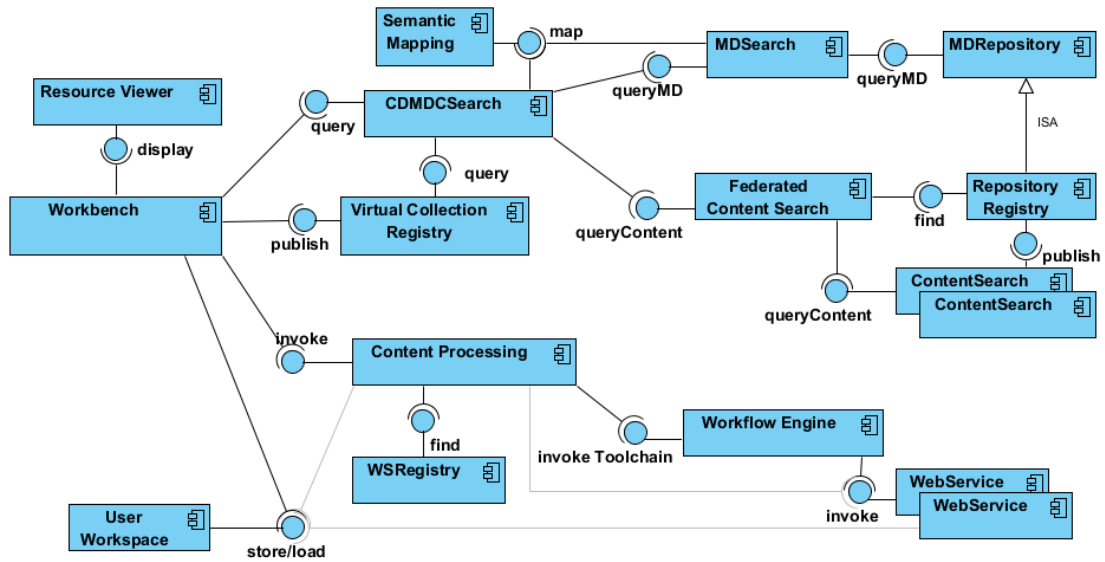 Semantic
Mapping
map
MDSearch
queryMD
MDRepository
queryMD
Resource Viewer
CDMDCSearch
query
display
ISA
query
Workbench
publish
Virtual Collection
Registry
Federated
Content Search
queryContent
find
Repository
Registry
publish
ContentSearch
ContentSearch
queryContent
invoke
Content Processing
find
WSRegistry
invoke Toolchain
Workflow Engine
WebService
WebService
invoke
User
Workspace
store/load